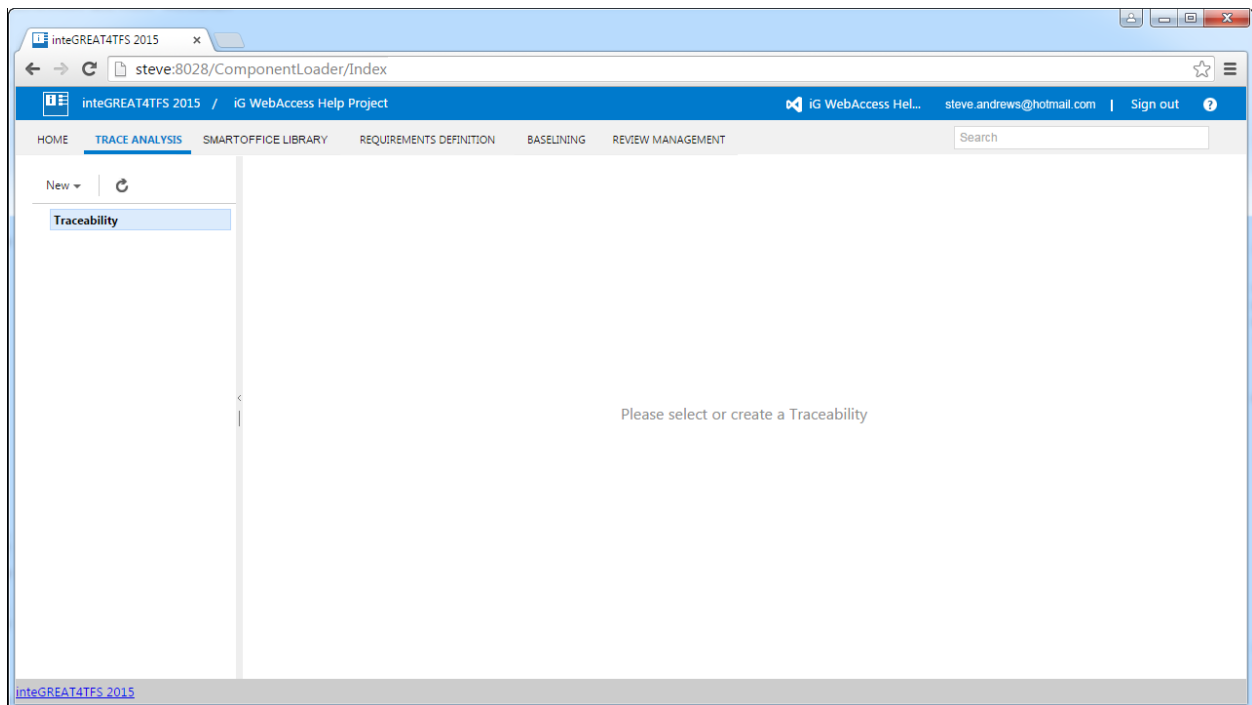 inteGREAT4TFS 2015
steve:8028/ComponentLoader/Index
inteGREAT4TFS 2015 / iG WebAccess Help Project iG WebAccess Hel... steve.andrews@hotmail.com | Sign out ?
HOME TRACE ANALYSIS SMARTOFFICE LIBRARY REQUIREMENTS DEFINITION BASELINING REVIEW MANAGEMENT Search
New
Traceability
Please select or create a Traceability
inteGREAT4TFS 2015